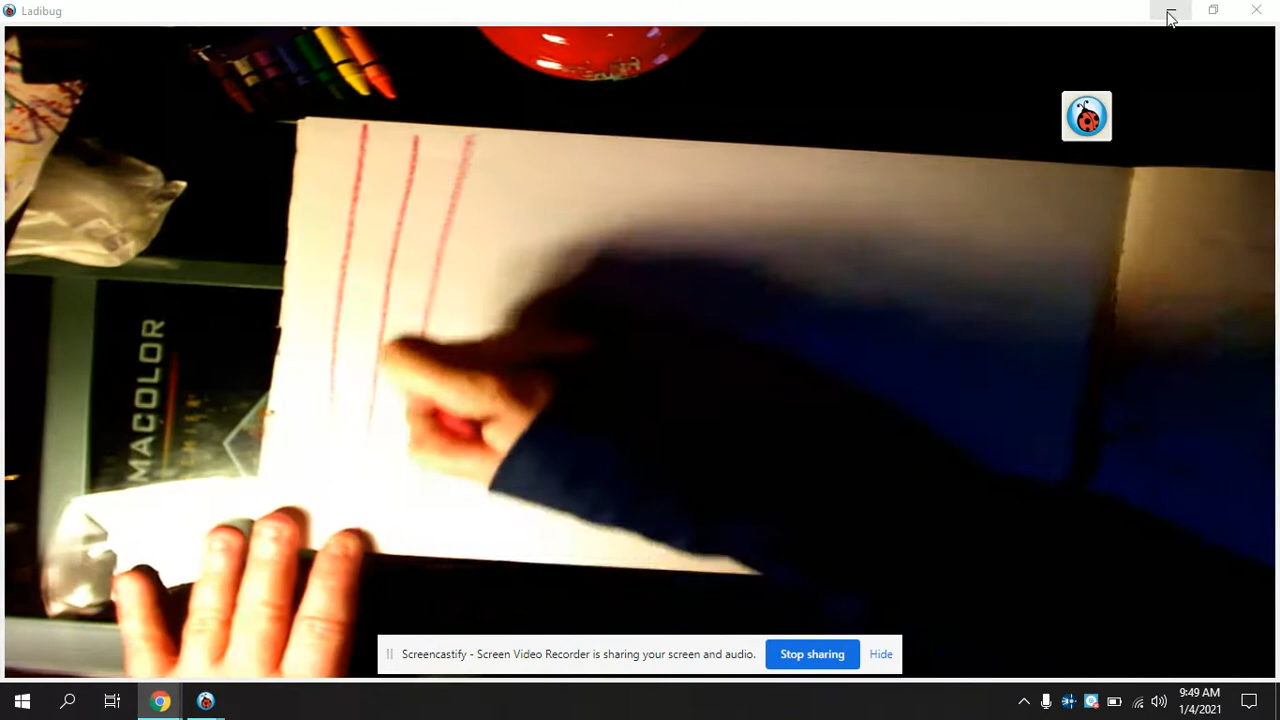 Ladibug
MACOLOR
Screencastify - Screen Video Recorder is sharing your screen and audio.
Stop sharing
Hide
9:49 AM
1/4/2021